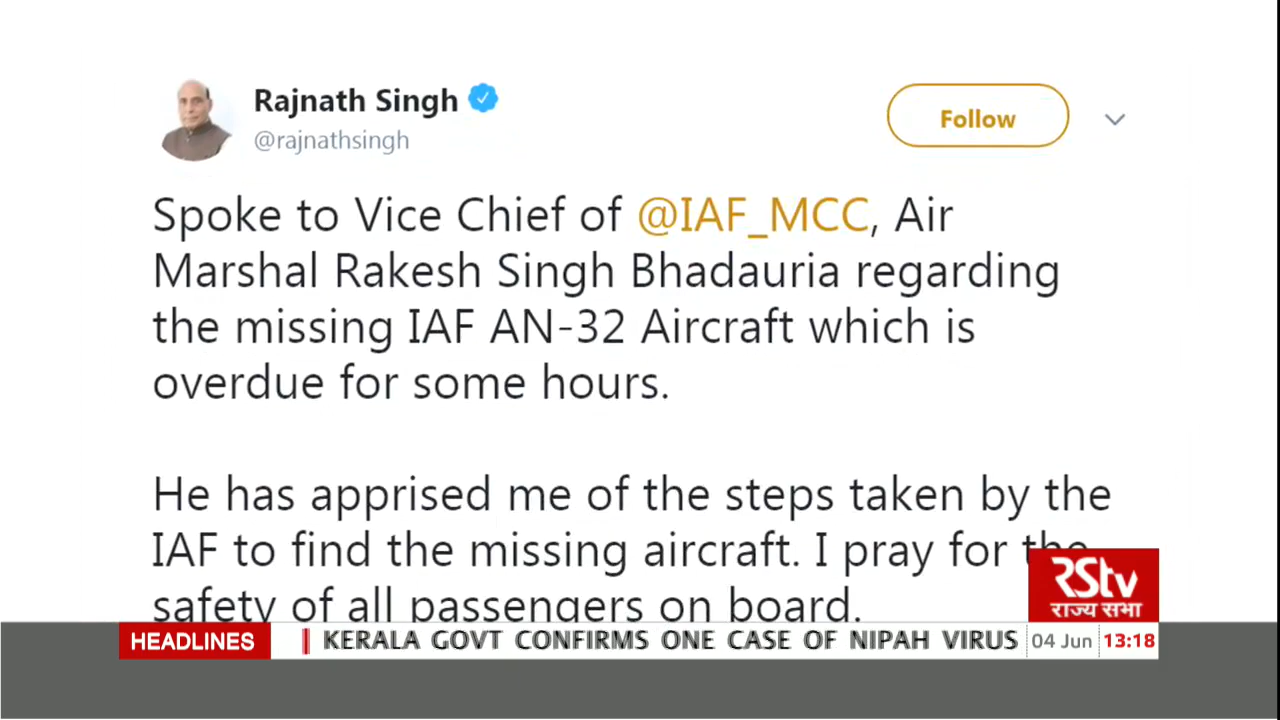 Rajnath Singh
@rajnathsingh
Follow
Spoke to Vice Chief of @IAF_MCC, Air
Marshal Rakesh Singh Bhadauria regarding
the missing IAF AN-32 Aircraft which is
overdue for some hours.
He has apprised me of the steps taken by the
IAF to find the missing aircraft. I pray for the
safety of all passengers on board.
RStv
राज्य सभा
HEADLINES | KERALA GOVT CONFIRMS ONE CASE OF NIPAH VIRUS 04 Jun 13:18